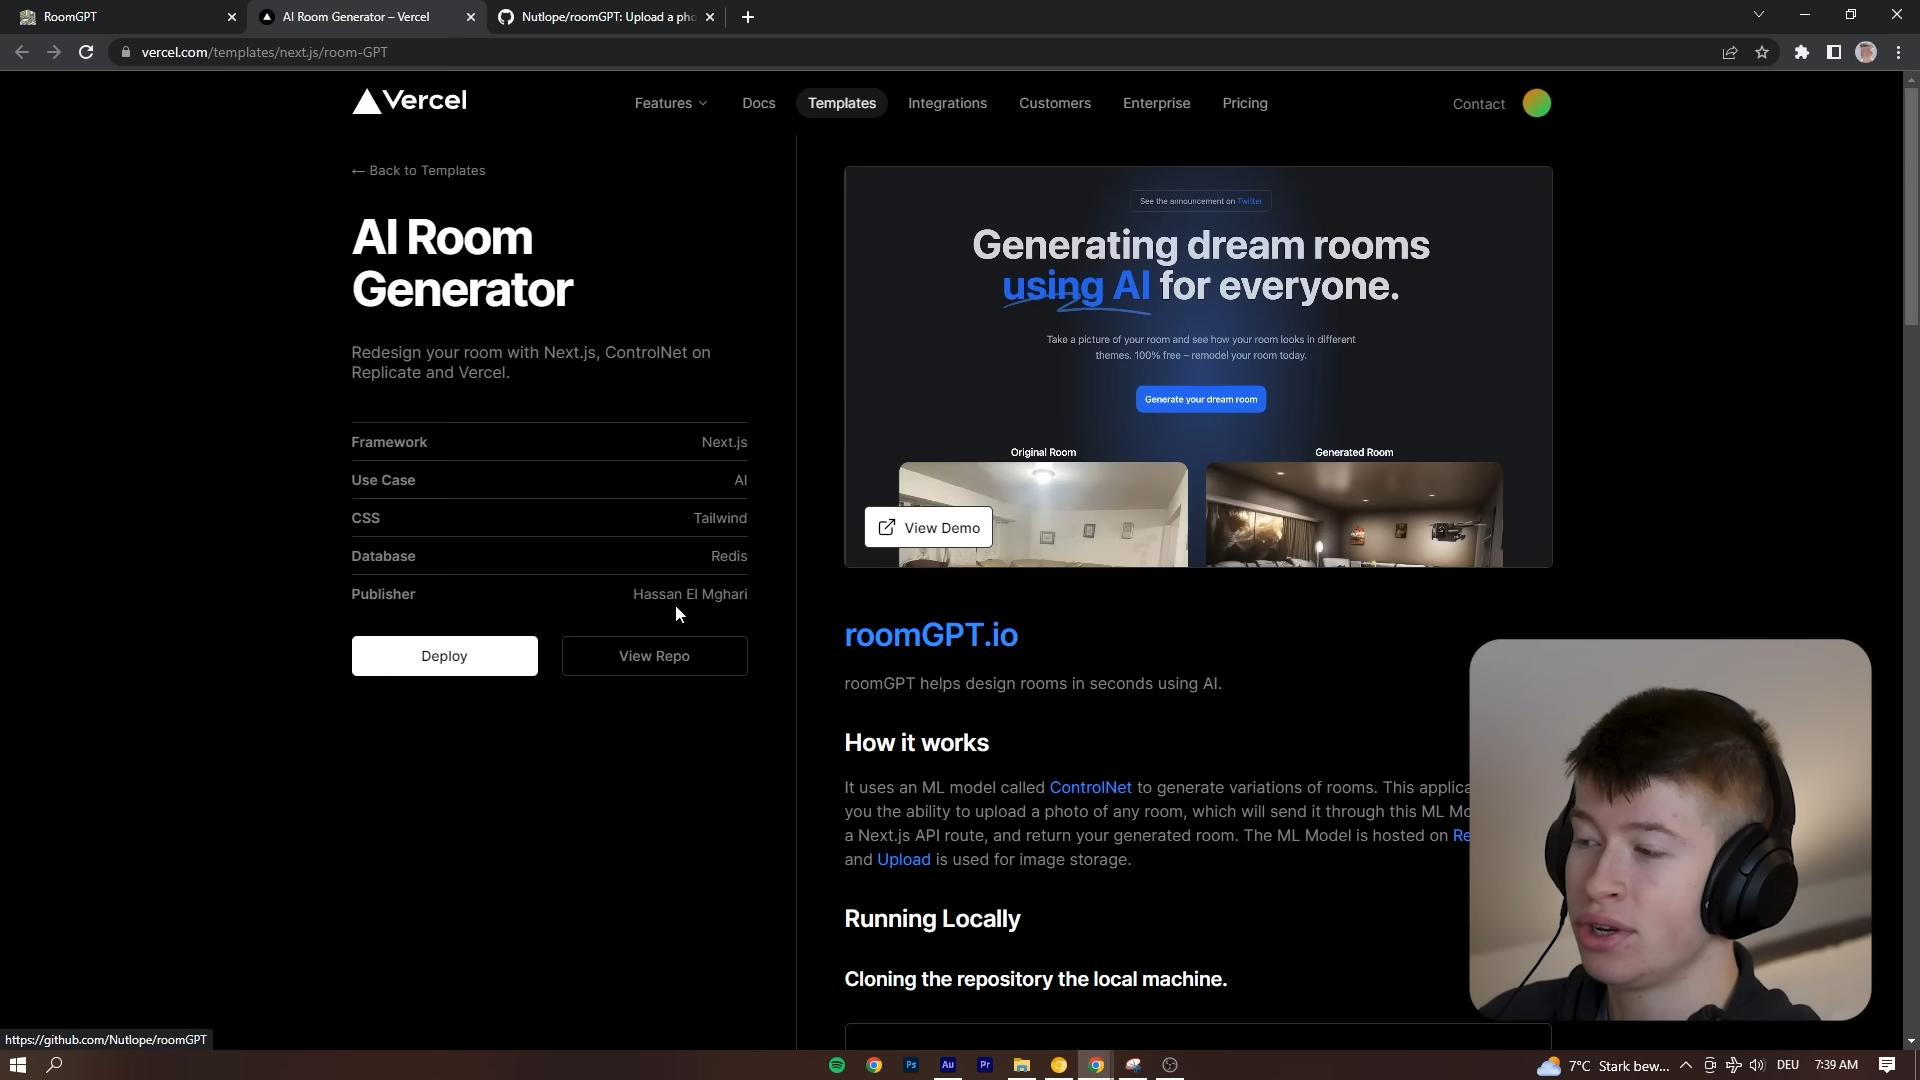 RoomGPT
AI Room Generator – Vercel
Nutlope/roomGPT: Upload a pho
vercel.com/templates/next.js/room-GPT
Vercel
Features
Docs
Templates
Integrations
Customers
Enterprise
Pricing
Contact
← Back to Templates
AI Room
Generator
Redesign your room with Next.js, ControlNet on
Replicate and Vercel.
Framework Next.js
Use Case AI
CSS Tailwind
Database Redis
Publisher Hassan El Mghari
Deploy
View Repo
See the announcement on Twitter
Generating dream rooms
using AI for everyone.
Take a picture of your room and see how your room looks in different
themes. 100% free – remodel your room today.
Generate your dream room
Original Room
Generated Room
View Demo
roomGPT.io
roomGPT helps design rooms in seconds using AI.
How it works
It uses an ML model called ControlNet to generate variations of rooms. This applica
you the ability to upload a photo of any room, which will send it through this ML Mo
a Next.js API route, and return your generated room. The ML Model is hosted on Re
and Upload is used for image storage.
Running Locally
Cloning the repository the local machine.
https://github.com/Nutlope/roomGPT
Ps
Au
Pr
7°C Stark bew...
DEU
7:39 AM